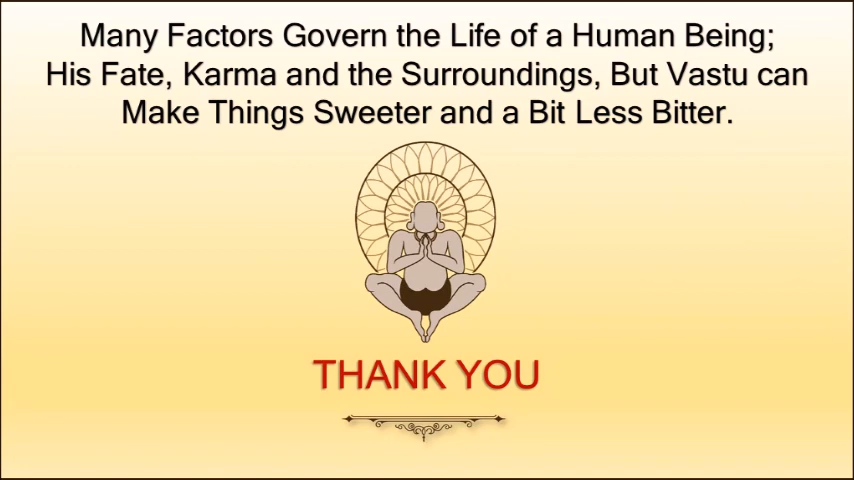 Many Factors Govern the Life of a Human Being;
His Fate, Karma and the Surroundings, But Vastu can
Make Things Sweeter and a Bit Less Bitter.
THANK YOU